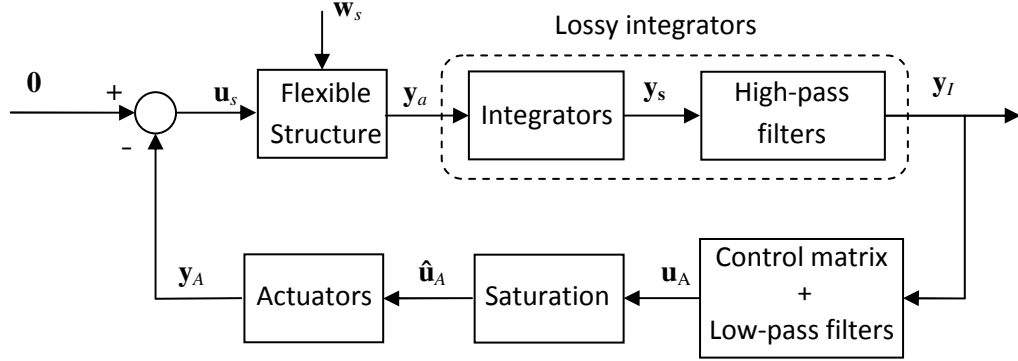 w_s
Lossy integrators
0
+
-
u_s
Flexible
Structure
y_a
Integrators
y_s
High-pass
filters
y_I
y_A
Actuators
û_A
Saturation
u_A
Control matrix
+
Low-pass filters